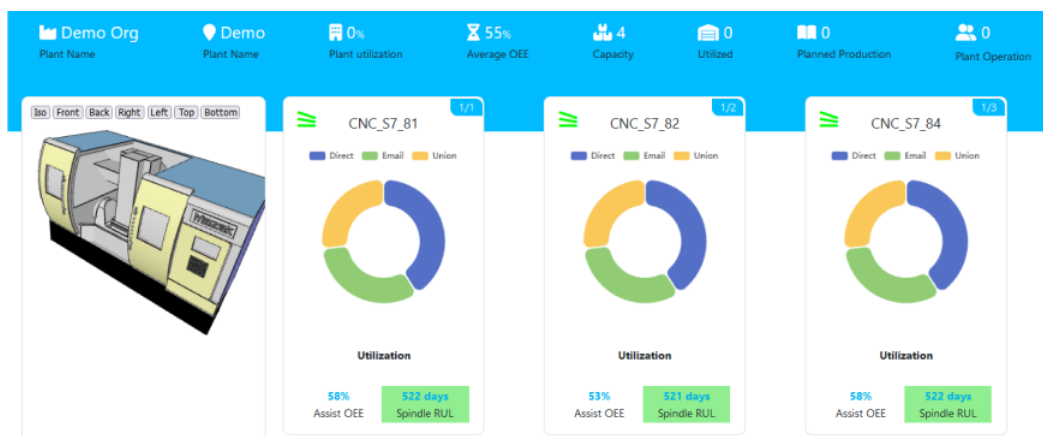 Demo Org
Plant Name
Demo
Plant Name
0%
Plant utilization
55%
Average OEE
4
Capacity
0
Utilized
0
Planned Production
0
Plant Operation
Iso Front Back Right Left Top Bottom
Mazak
1/1
CNC_S7_81
Direct Email Union
Utilization
58%
Assist OEE
522 days
Spindle RUL
1/2
CNC_S7_82
Direct Email Union
Utilization
53%
Assist OEE
521 days
Spindle RUL
1/3
CNC_S7_84
Direct Email Union
Utilization
58%
Assist OEE
522 days
Spindle RUL